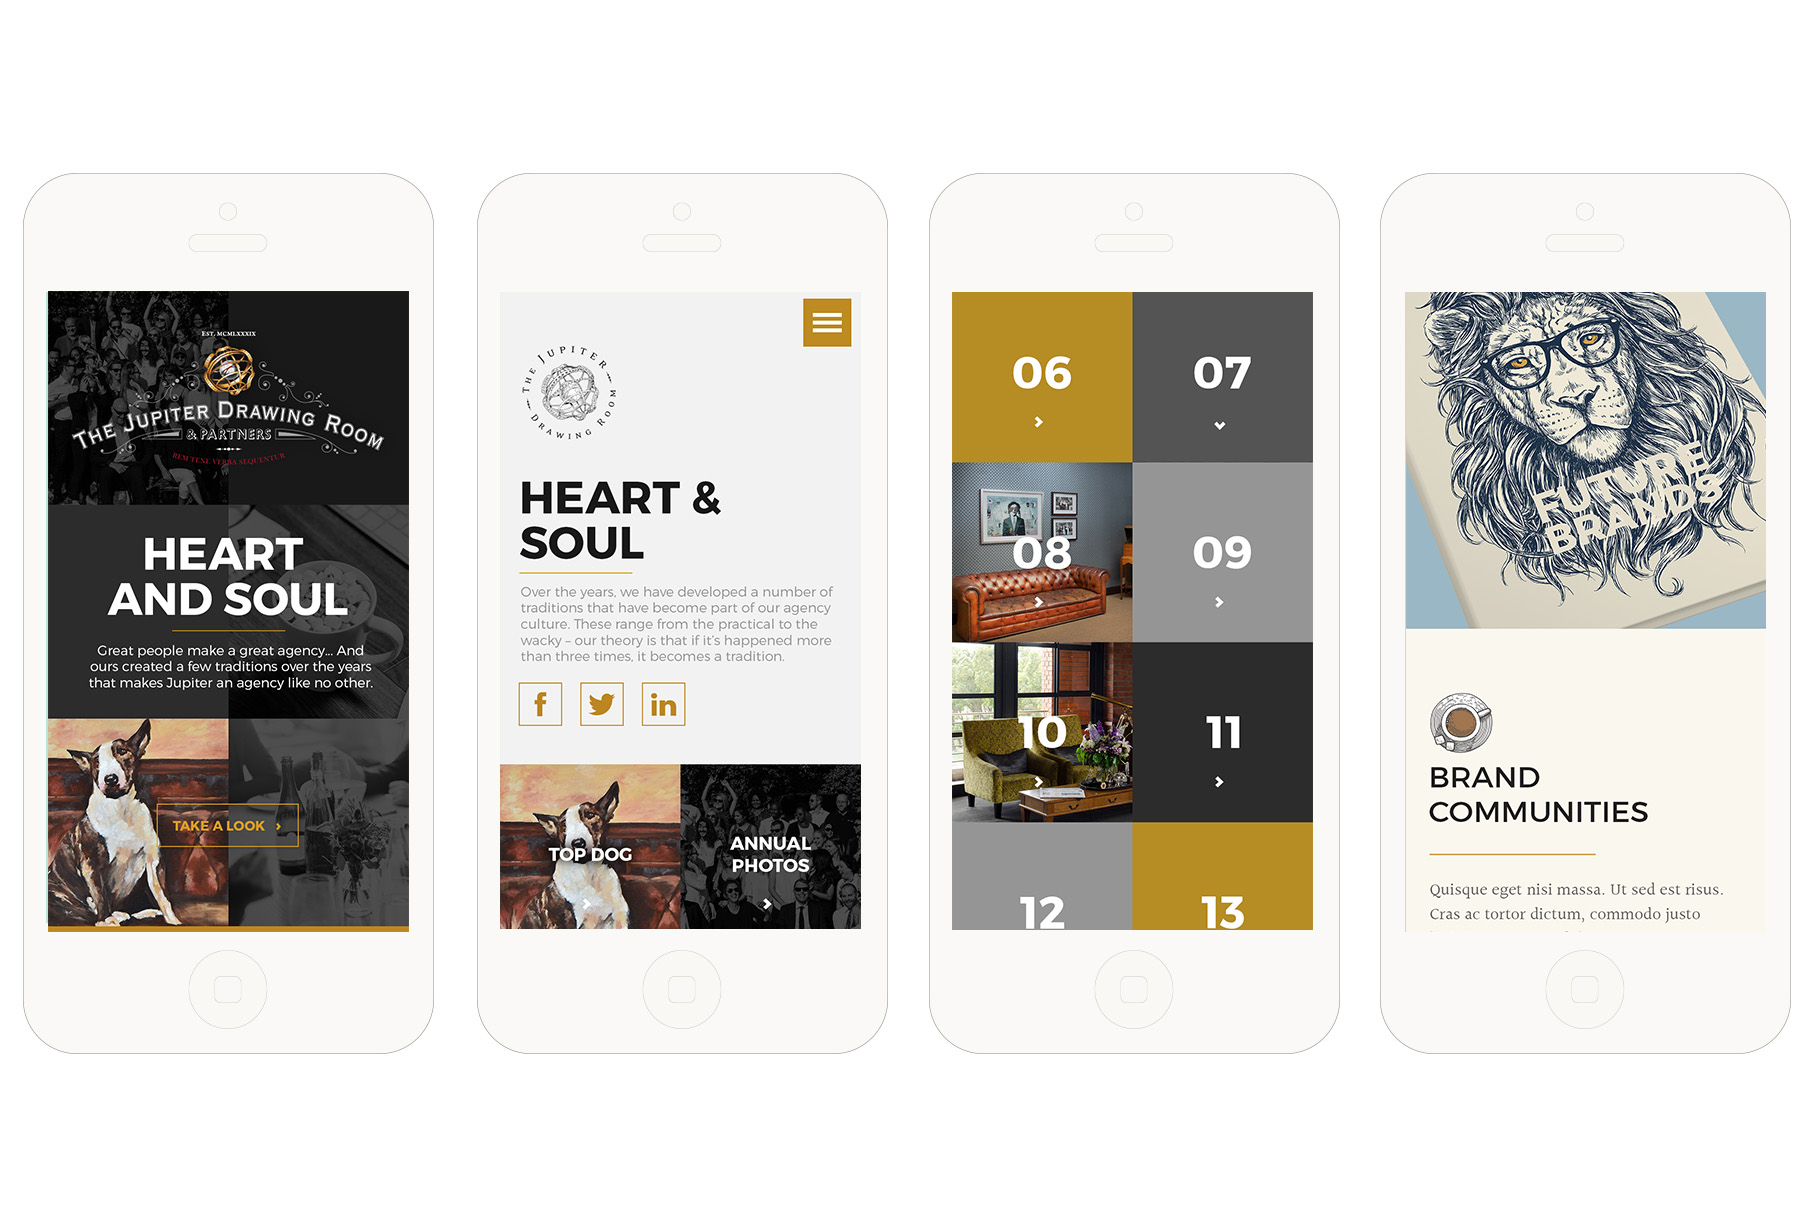 EST. MCMLXXXIX
THE JUPITER DRAWING ROOM
& PARTNERS
REM TENE VERBA SEQUENTUR
HEART
AND SOUL
Great people make a great agency... And
ours created a few traditions over the years
that makes Jupiter an agency like no other.
TAKE A LOOK
THE JUPITER
DRAWING ROOM
HEART &
SOUL
Over the years, we have developed a number of
traditions that have become part of our agency
culture. These range from the practical to the
wacky – our theory is that if it's happened more
than three times, it becomes a tradition.
f
in
TOP DOG
ANNUAL
PHOTOS
06
07
08
09
10
11
12
13
FUTURE
BRANDS
BRAND
COMMUNITIES
Quisque eget nisi massa. Ut sed est risus.
Cras ac tortor dictum, commodo justo